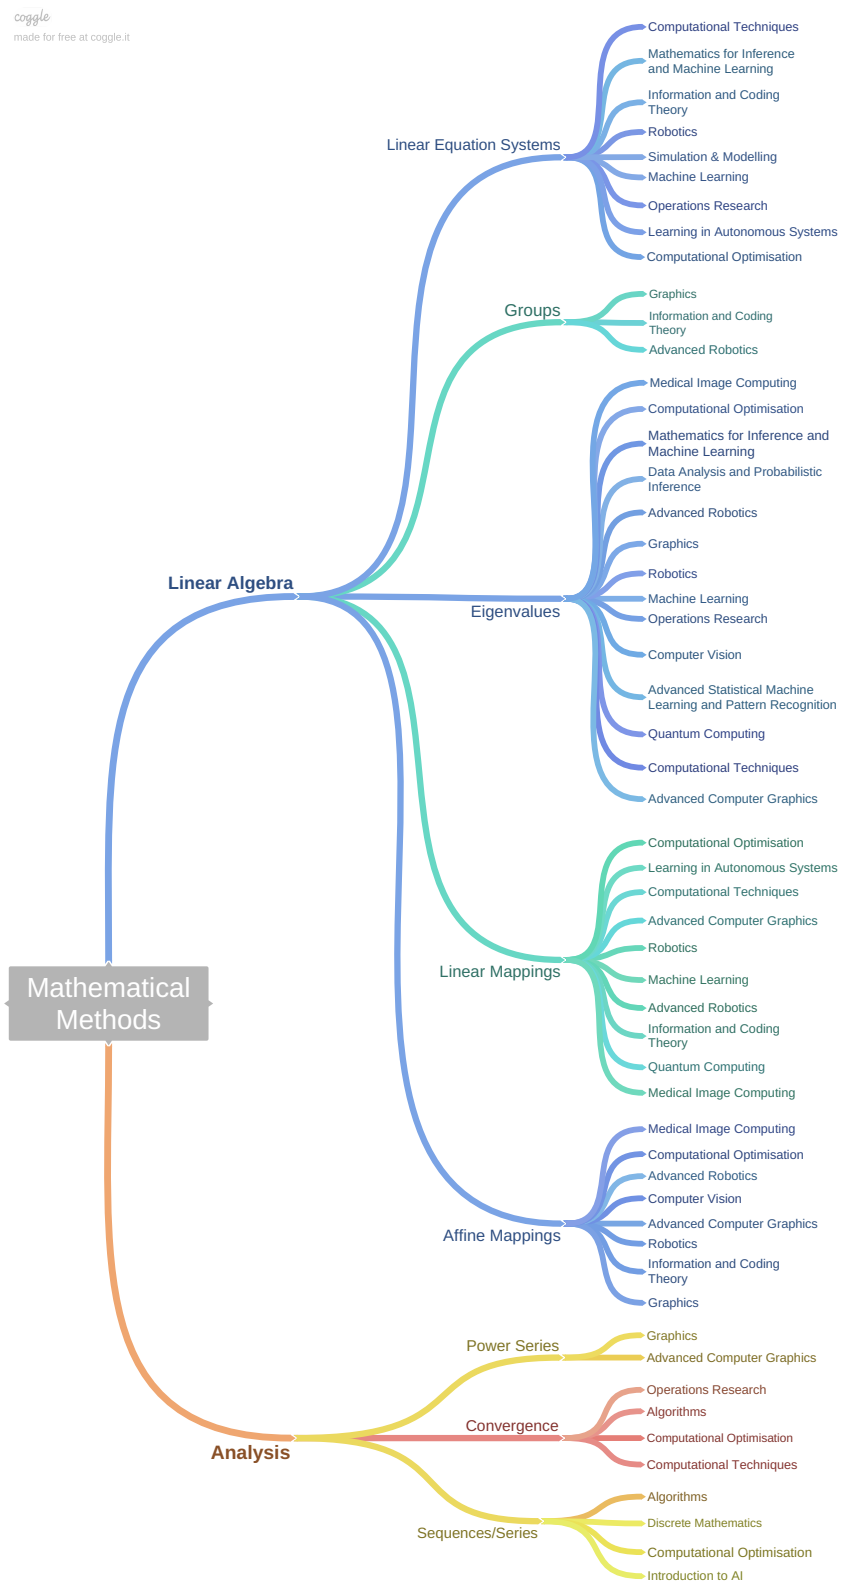 coggle
made for free at coggle.it
Mathematical
Methods
Linear Algebra
Linear Equation Systems
Computational Techniques
Mathematics for Inference
and Machine Learning
Information and Coding
Theory
Robotics
Simulation & Modelling
Machine Learning
Operations Research
Learning in Autonomous Systems
Computational Optimisation
Groups
Graphics
Information and Coding
Theory
Advanced Robotics
Eigenvalues
Medical Image Computing
Computational Optimisation
Mathematics for Inference and
Machine Learning
Data Analysis and Probabilistic
Inference
Advanced Robotics
Graphics
Robotics
Machine Learning
Operations Research
Computer Vision
Advanced Statistical Machine
Learning and Pattern Recognition
Quantum Computing
Computational Techniques
Advanced Computer Graphics
Linear Mappings
Computational Optimisation
Learning in Autonomous Systems
Computational Techniques
Advanced Computer Graphics
Robotics
Machine Learning
Advanced Robotics
Information and Coding
Theory
Quantum Computing
Medical Image Computing
Affine Mappings
Medical Image Computing
Computational Optimisation
Advanced Robotics
Computer Vision
Advanced Computer Graphics
Robotics
Information and Coding
Theory
Graphics
Analysis
Power Series
Graphics
Advanced Computer Graphics
Convergence
Operations Research
Algorithms
Computational Optimisation
Computational Techniques
Sequences/Series
Algorithms
Discrete Mathematics
Computational Optimisation
Introduction to AI